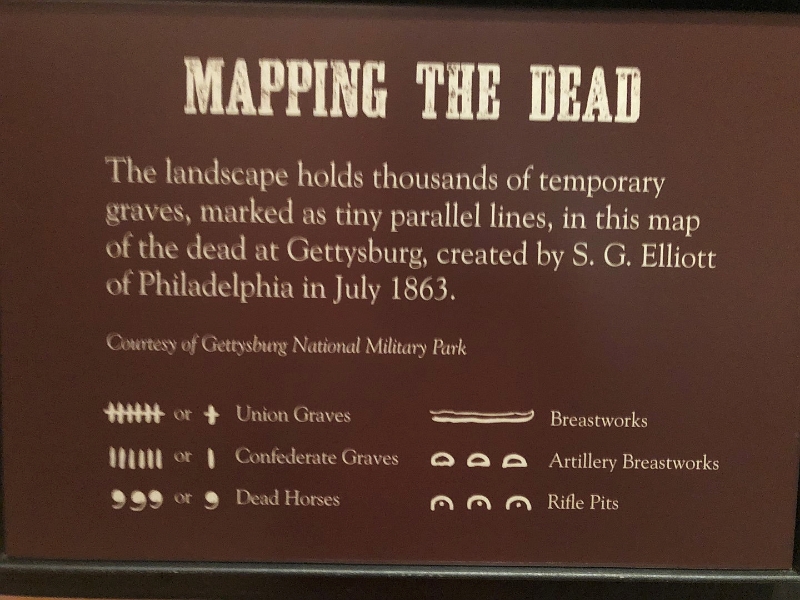 MAPPING THE DEAD
The landscape holds thousands of temporary
graves, marked as tiny parallel lines, in this map
of the dead at Gettysburg, created by S. G. Elliott
of Philadelphia in July 1863.
Courtesy of Gettysburg National Military Park
or Union Graves
or Confederate Graves
or Dead Horses
Breastworks
Artillery Breastworks
Rifle Pits